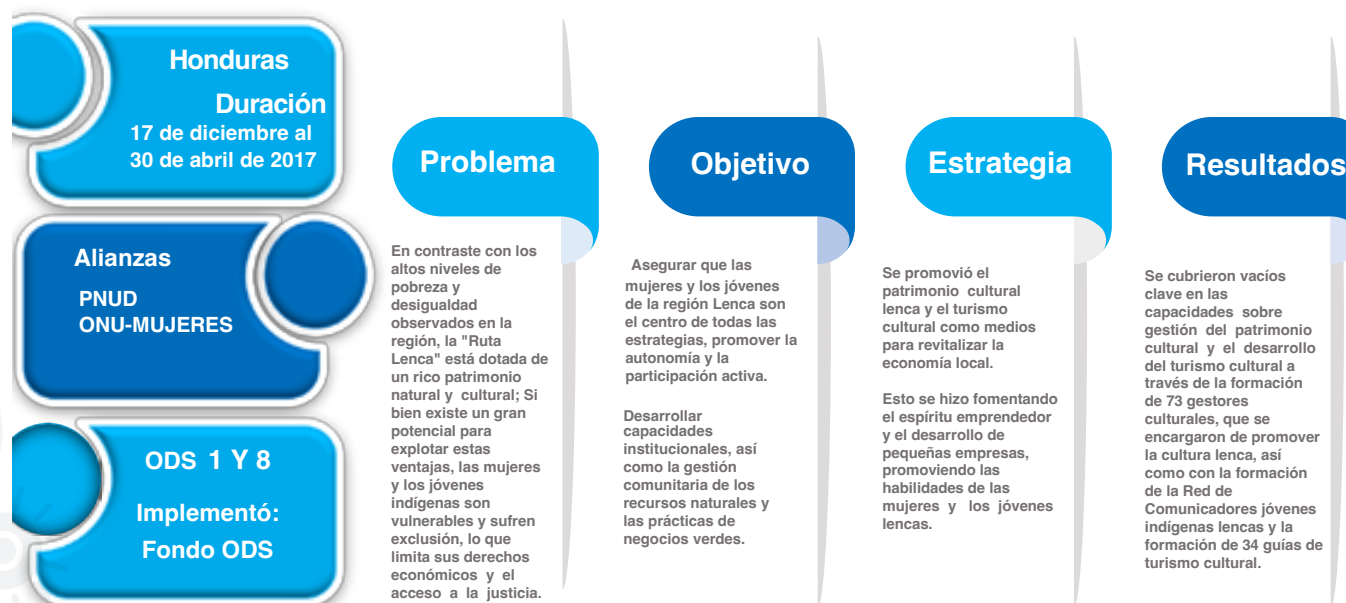 Honduras
Duración
17 de diciembre al
30 de abril de 2017
Alianzas
PNUD
ONU-MUJERES
ODS 1 Y 8
Implementó:
Fondo ODS
Problema
En contraste con los
altos niveles de
pobreza y
desigualdad
observados en la
región, la "Ruta
Lenca" está dotada de
un rico patrimonio
natural y cultural; Si
bien existe un gran
potencial para
explotar estas
ventajas, las mujeres
y los jóvenes
indígenas son
vulnerables y sufren
exclusión, lo que
limita sus derechos
económicos y el
acceso a la justicia.
Objetivo
Asegurar que las
mujeres y los jóvenes
de la región Lenca son
el centro de todas las
estrategias, promover la
autonomía y la
participación activa.
Desarrollar
capacidades
institucionales, así
como la gestión
comunitaria de los
recursos naturales y
las prácticas de
negocios verdes.
Estrategia
Se promovió el
patrimonio cultural
lenca y el turismo
cultural como medios
para revitalizar la
economía local.
Esto se hizo fomentando
el espíritu emprendedor
y el desarrollo de
pequeñas empresas,
promoviendo las
habilidades de las
mujeres y los jóvenes
lencas.
Resultados
Se cubrieron vacíos
clave en las
capacidades sobre
gestión del patrimonio
cultural y el desarrollo
del turismo cultural a
través de la formación
de 73 gestores
culturales, que se
encargaron de promover
la cultura lenca, así
como con la formación
de la Red de
Comunicadores jóvenes
indígenas lencas y la
formación de 34 guías de
turismo cultural.